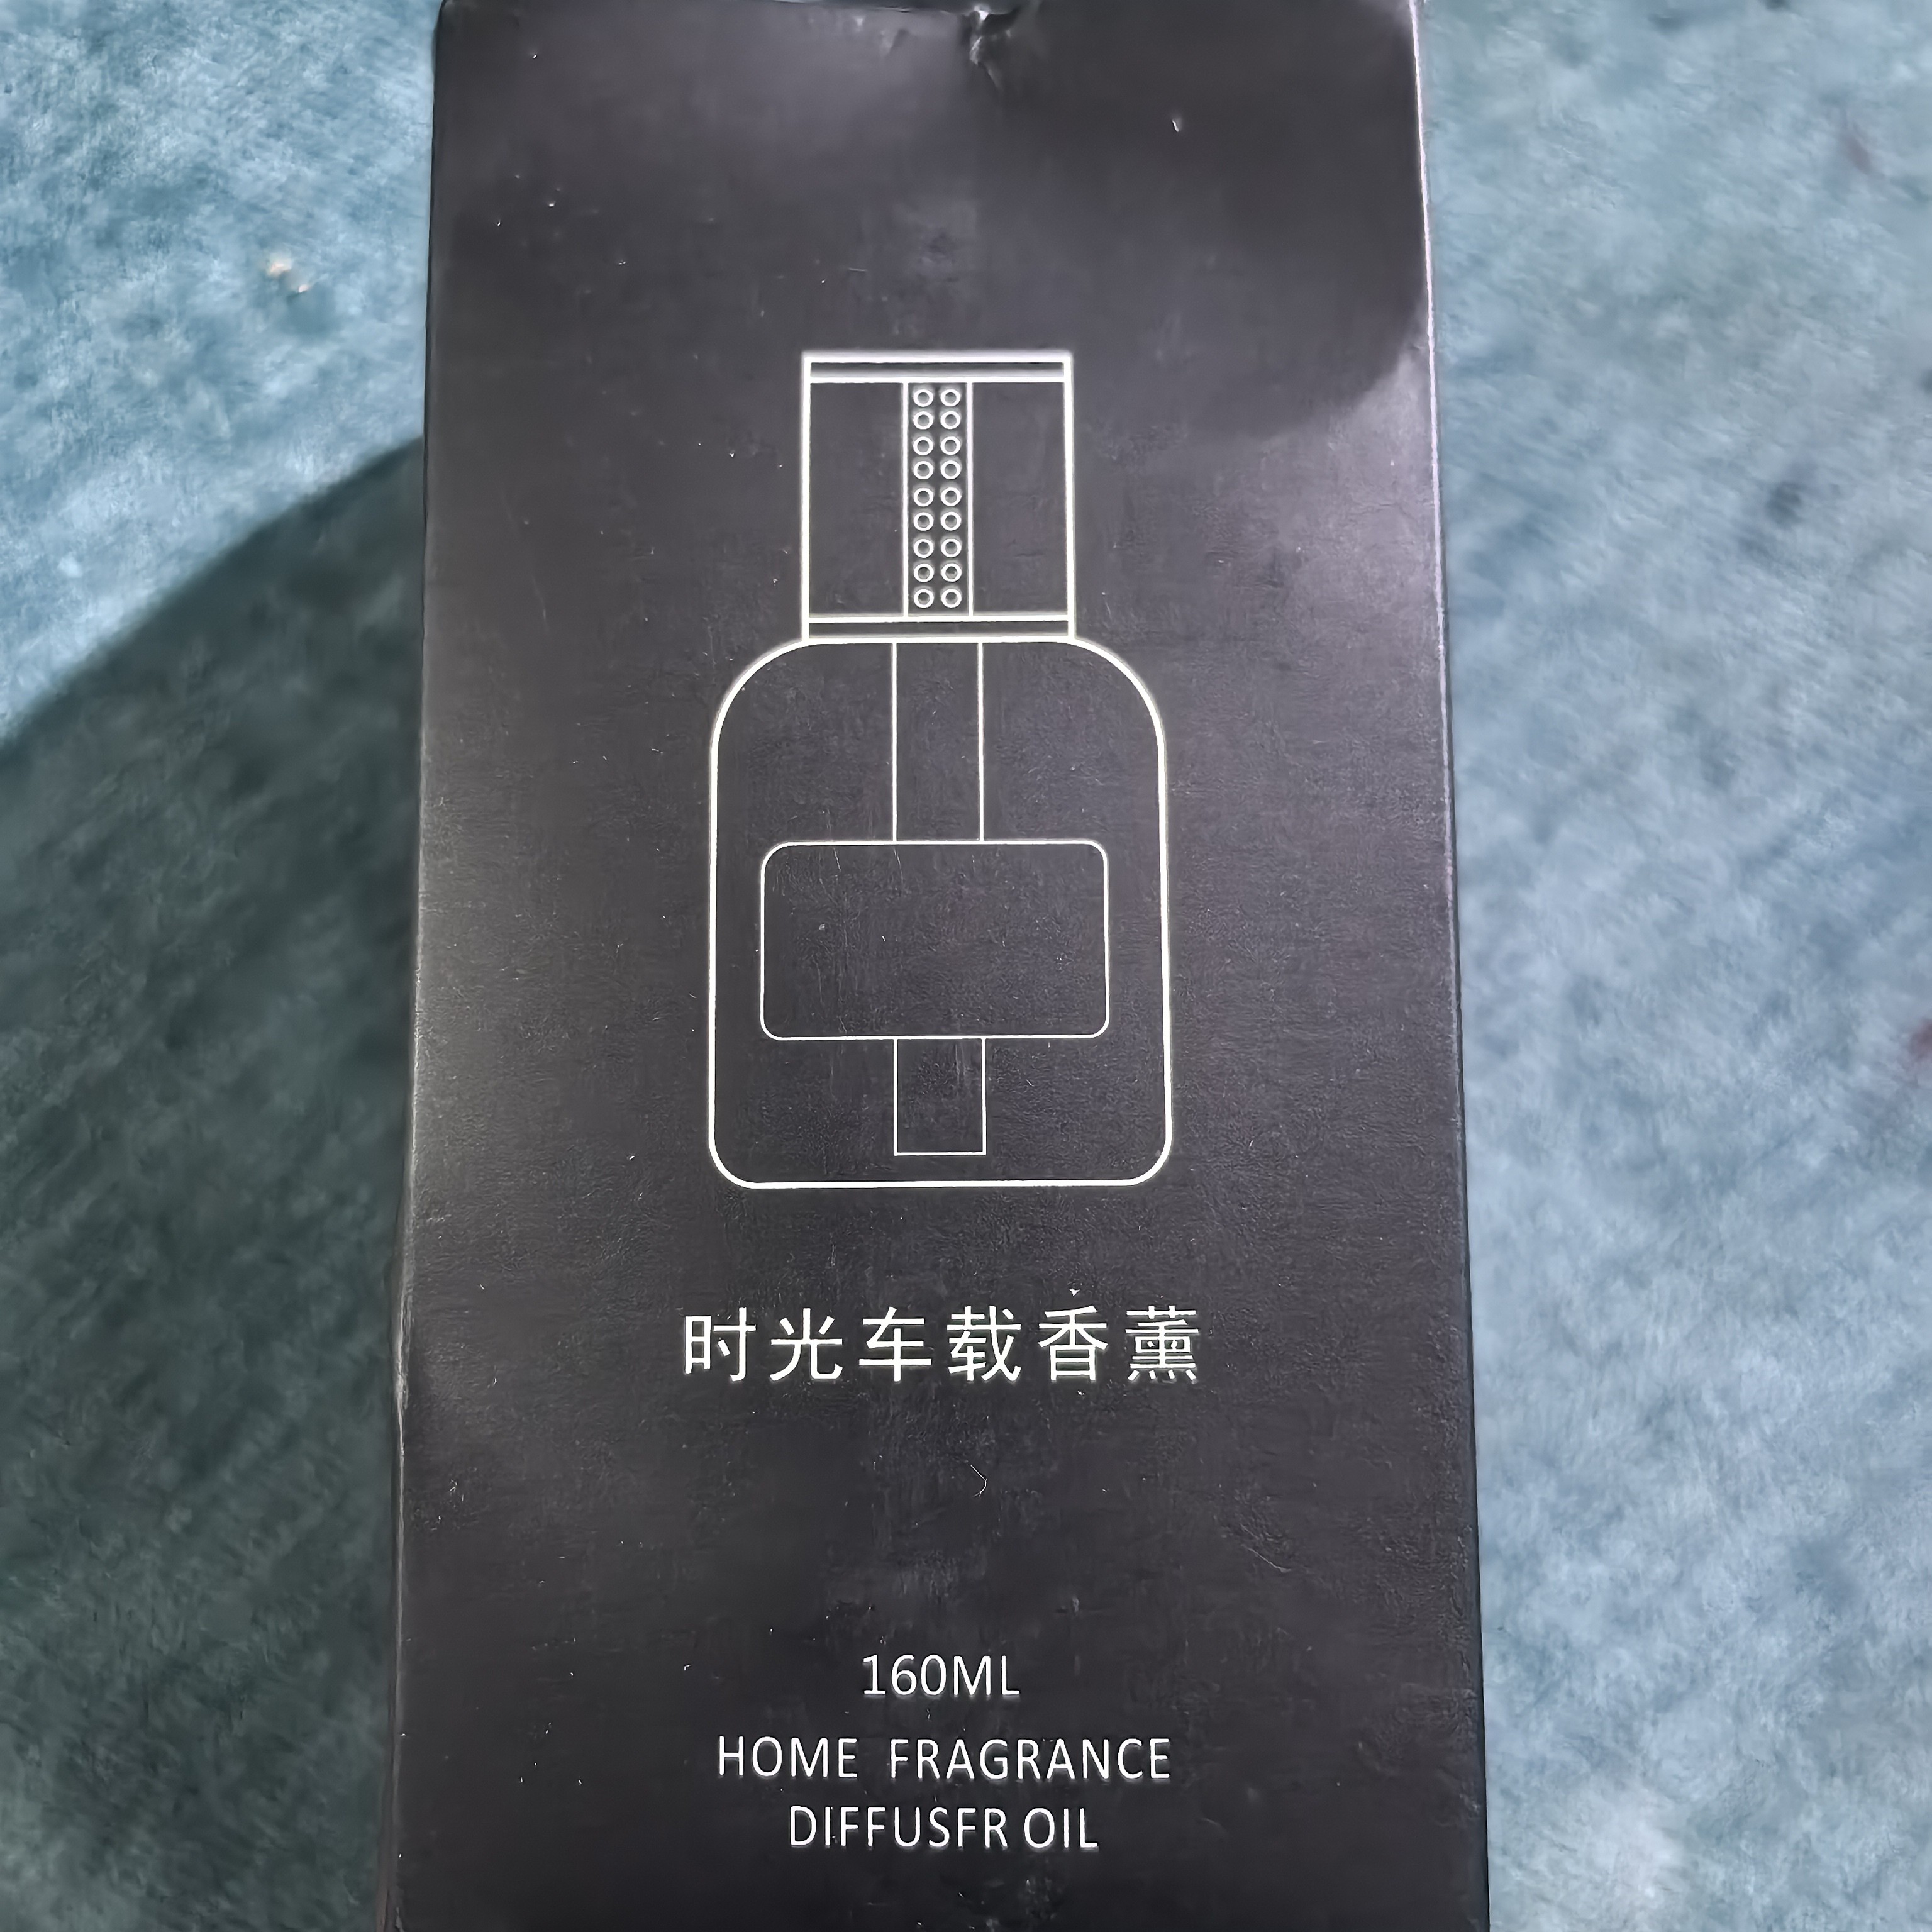 时光车载香薰
160ML
HOME FRAGRANCE
DIFFUSFR OIL